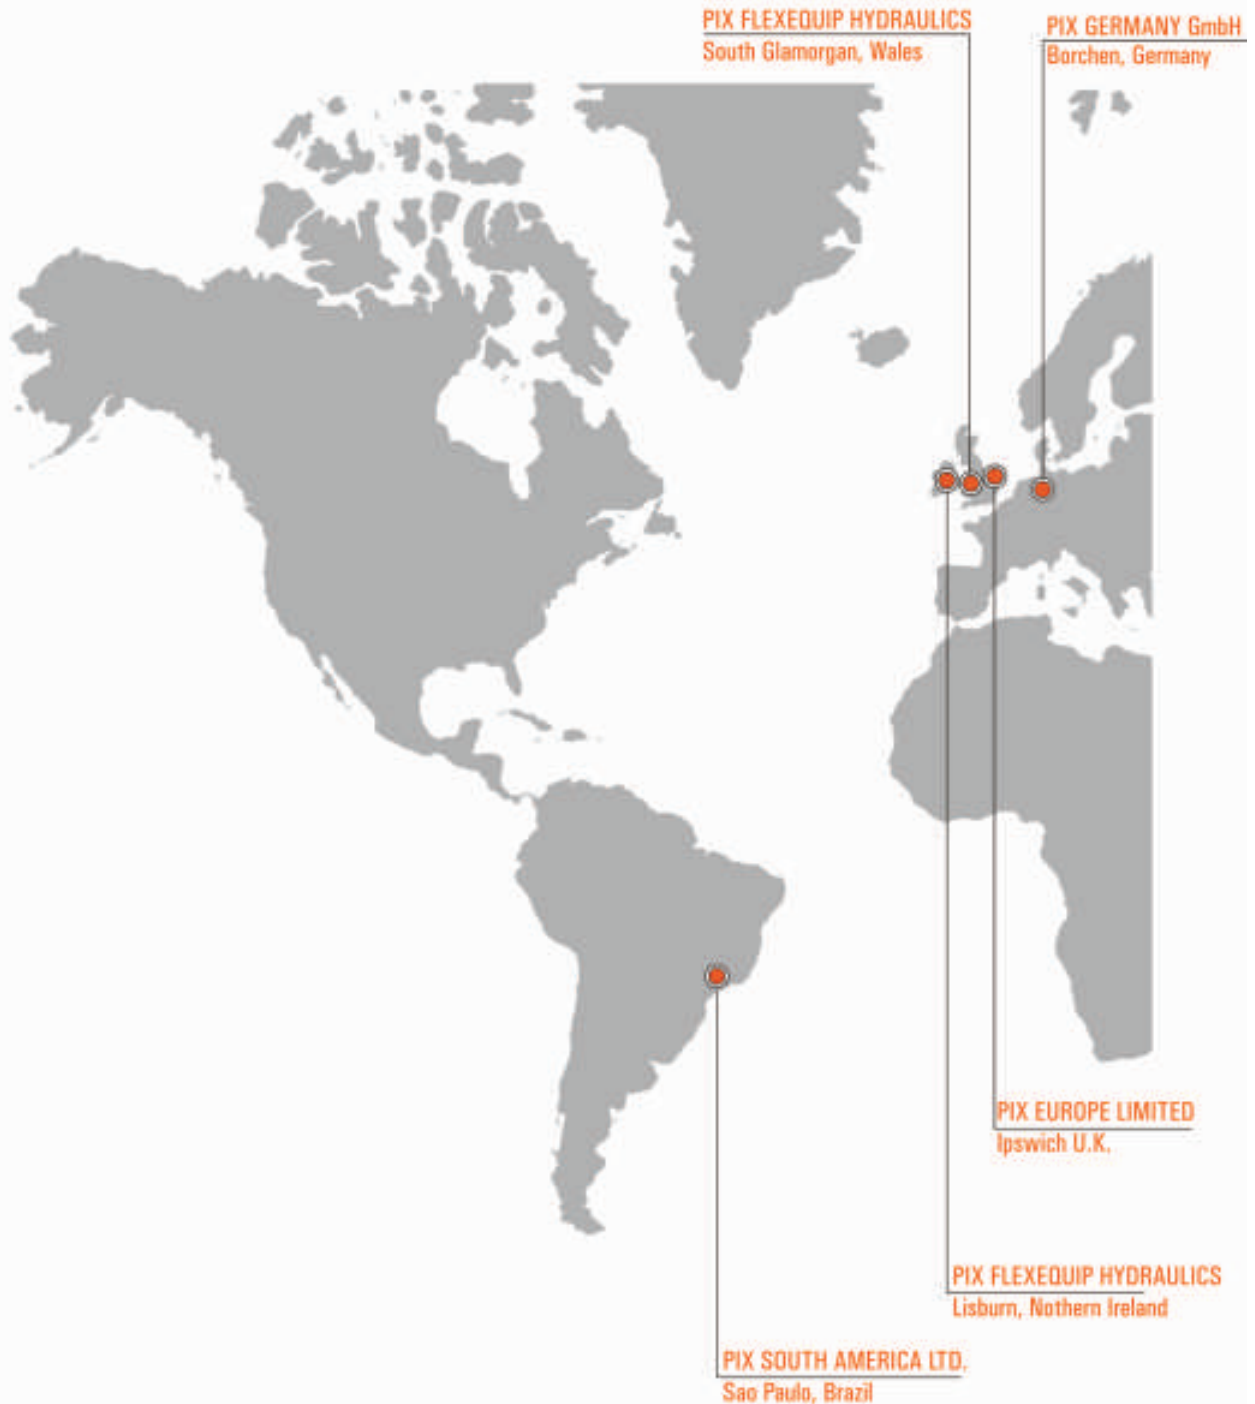 PIX FLEXEQUIP HYDRAULICS
South Glamorgan, Wales
PIX GERMANY GmbH
Borchen, Germany
PIX EUROPE LIMITED
Ipswich U.K.
PIX FLEXEQUIP HYDRAULICS
Lisburn, Nothern Ireland
PIX SOUTH AMERICA LTD.
Sao Paulo, Brazil